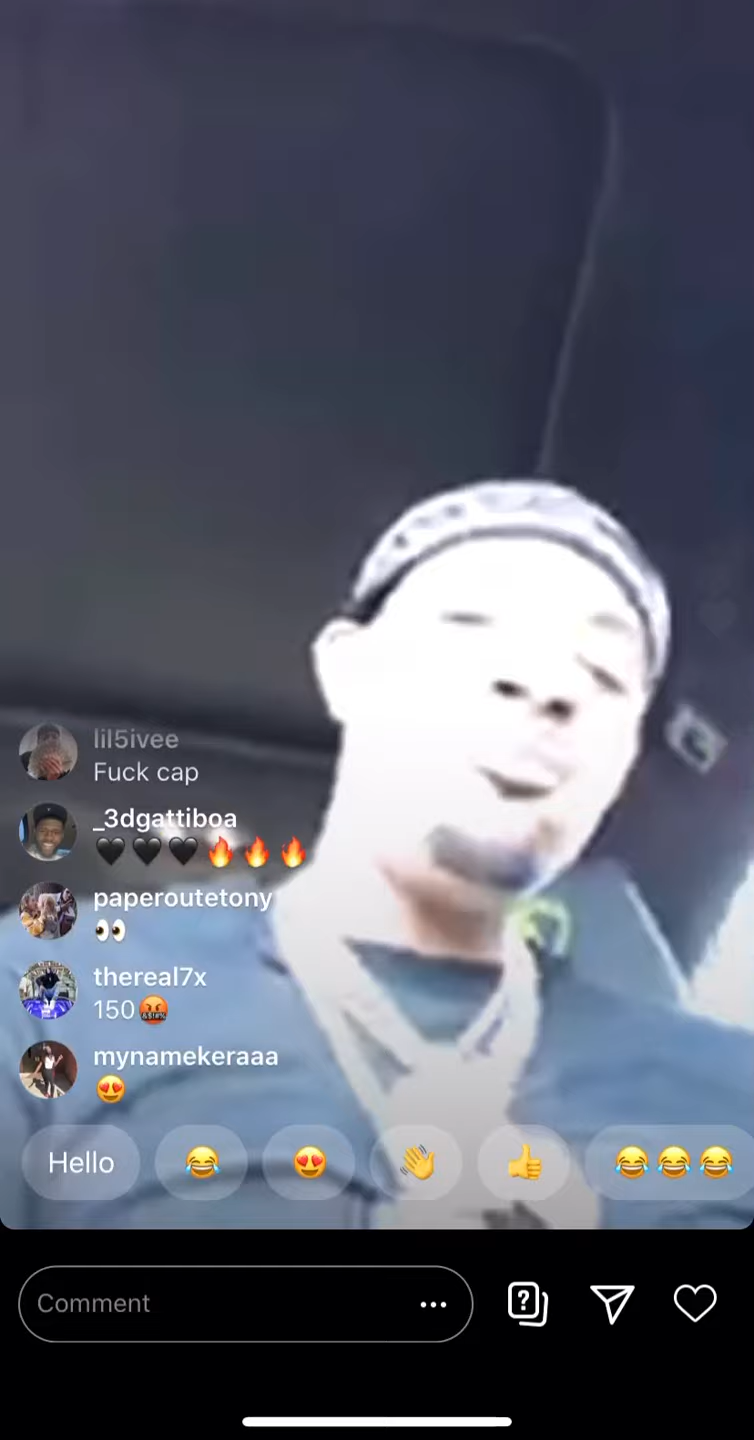 lil5ivee
Fuck cap
_3dgattiboa
🖤🖤🖤🔥🔥🔥
paperoutetony
👀
thereal7x
150🤬
mynamekeraaa
😍
Hello 😂 😍 👋 👍 😂😂😂
Comment